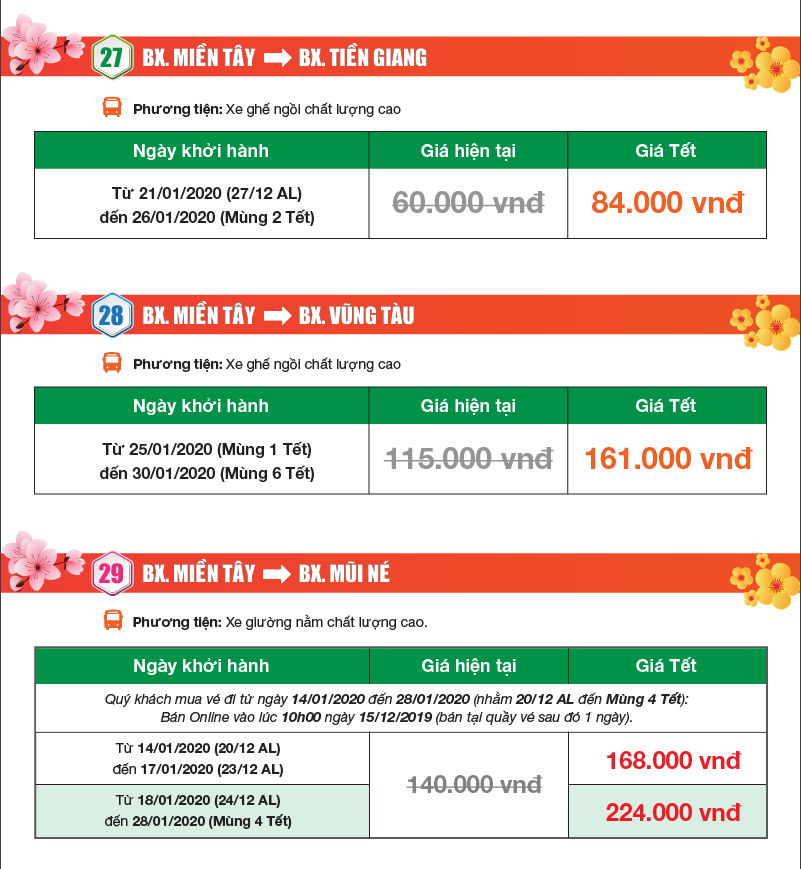 27 BX. MIỀN TÂY ➡ BX. TIỀN GIANG
Phương tiện: Xe ghế ngồi chất lượng cao
Ngày khởi hành Giá hiện tại Giá Tết
Từ 21/01/2020 (27/12 AL)
đến 26/01/2020 (Mùng 2 Tết)
60.000 vnđ 84.000 vnđ
28 BX. MIỀN TÂY ➡ BX. VŨNG TÀU
Phương tiện: Xe ghế ngồi chất lượng cao
Ngày khởi hành Giá hiện tại Giá Tết
Từ 25/01/2020 (Mùng 1 Tết)
đến 30/01/2020 (Mùng 6 Tết)
115.000 vnđ 161.000 vnđ
29 BX. MIỀN TÂY ➡ BX. MŨI NÉ
Phương tiện: Xe giường nằm chất lượng cao.
Ngày khởi hành Giá hiện tại Giá Tết
Quý khách mua vé đi từ ngày 14/01/2020 đến 28/01/2020 (nhằm 20/12 AL đến Mùng 4 Tết):
Bán Online vào lúc 10h00 ngày 15/12/2019 (bán tại quầy vé sau đó 1 ngày).
Từ 14/01/2020 (20/12 AL)
đến 17/01/2020 (23/12 AL)
168.000 vnđ
140.000 vnđ
Từ 18/01/2020 (24/12 AL)
đến 28/01/2020 (Mùng 4 Tết)
224.000 vnđ